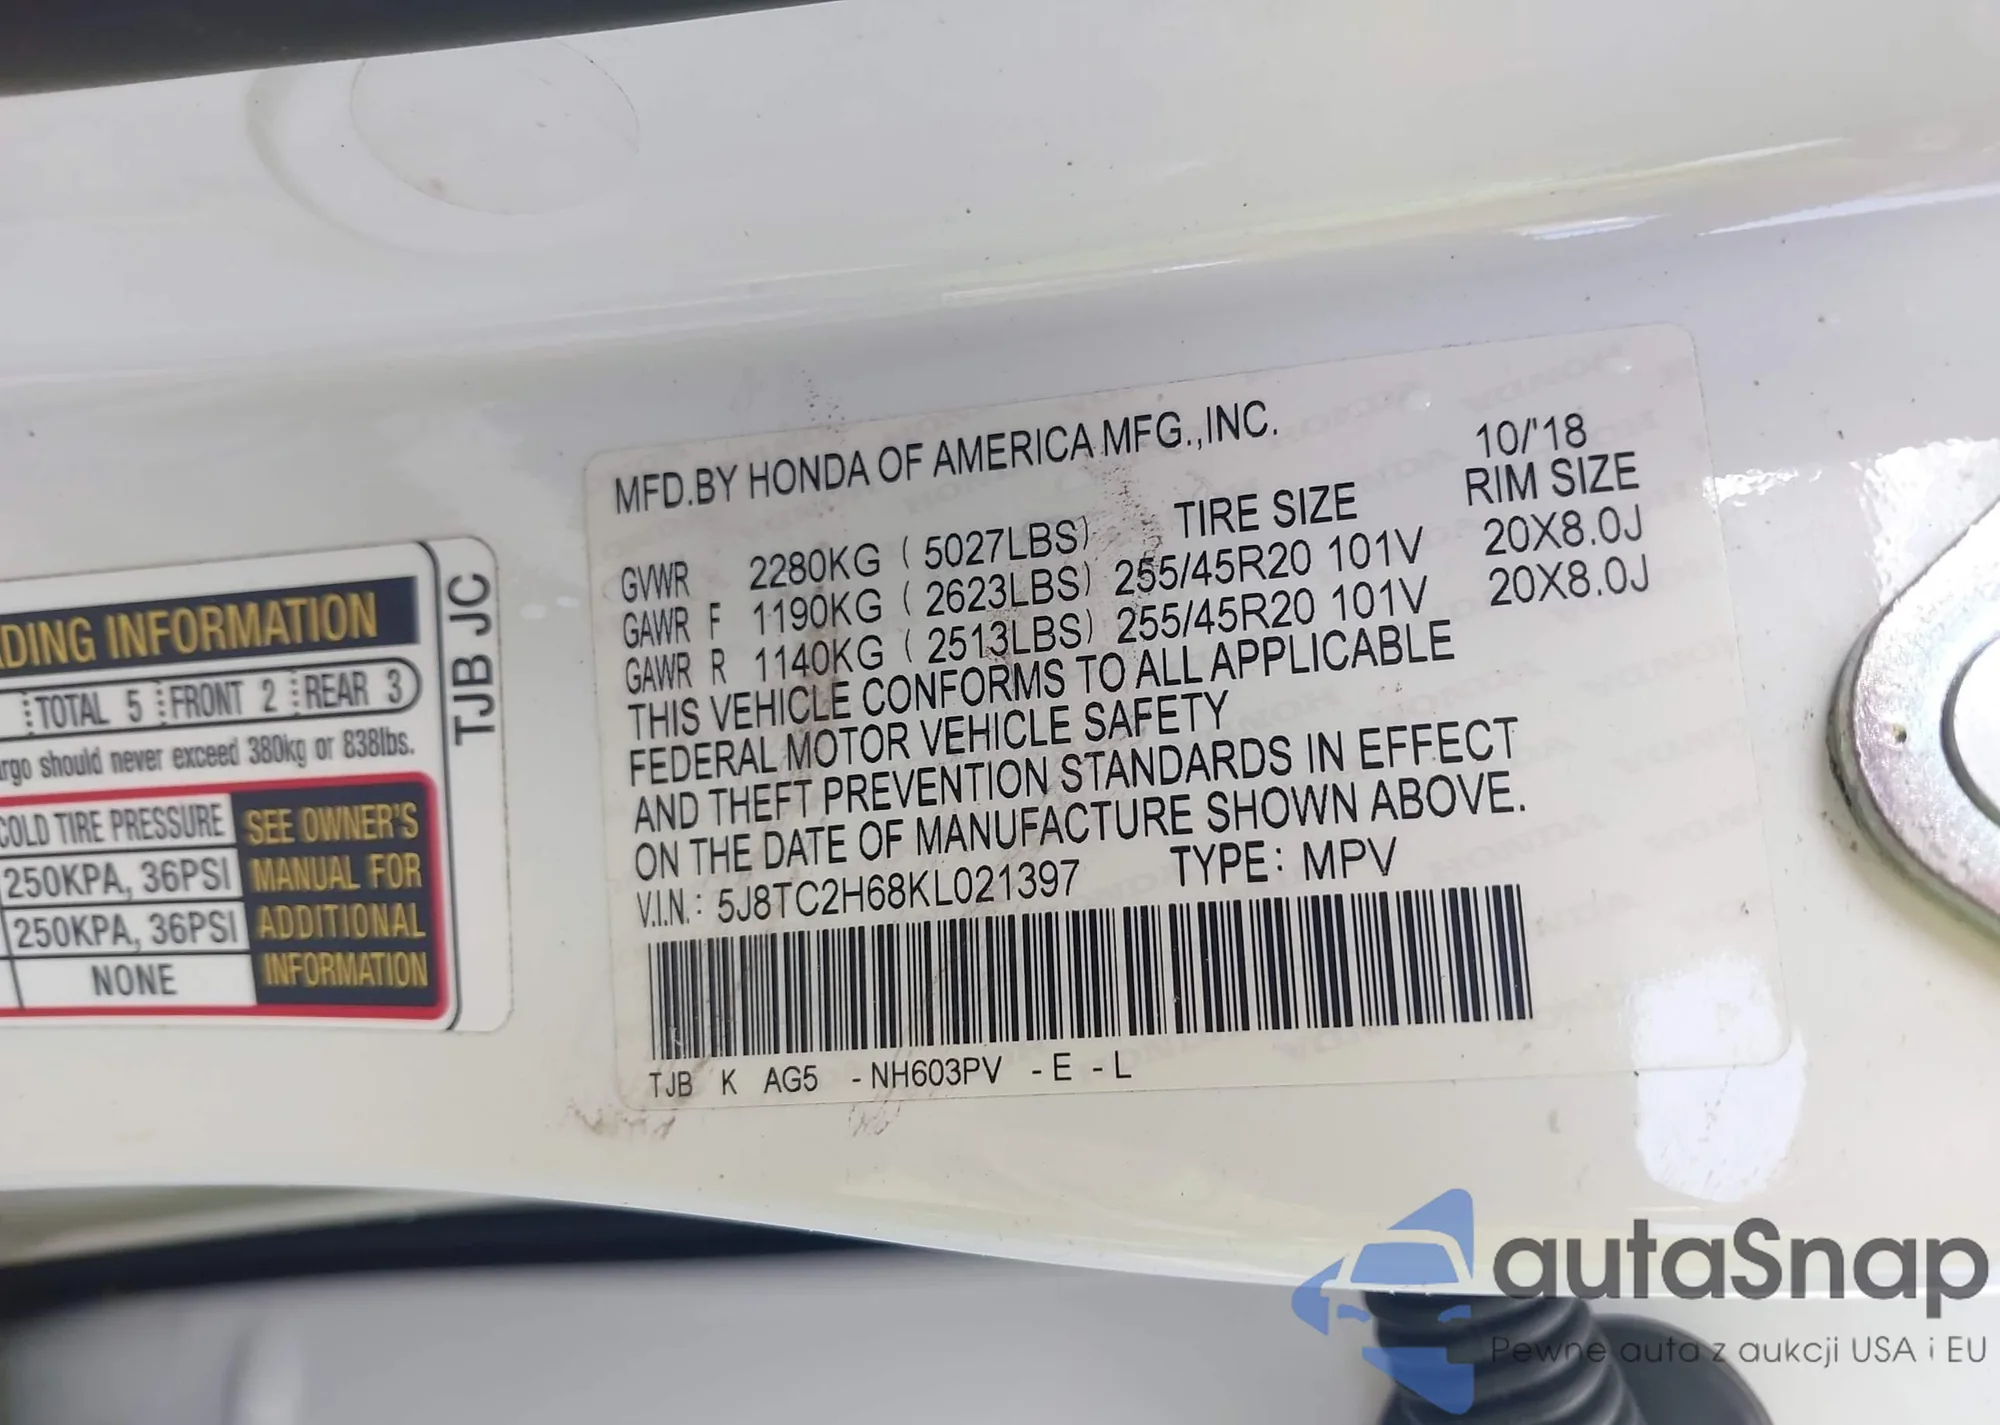 DING INFORMATION
TOTAL 5 FRONT 2 REAR 3
should never exceed 380kg or 838lbs.
COLD TIRE PRESSURE
250KPA, 36PSI
250KPA, 36PSI
NONE
SEE OWNER'S
MANUAL FOR
ADDITIONAL
INFORMATION
TJB JC
MFD.BY HONDA OF AMERICA MFG.,INC. 10/'18
TIRE SIZE RIM SIZE
GVWR 2280KG ( 5027LBS)
GAWR F 1190KG ( 2623LBS) 255/45R20 101V 20X8.0J
GAWR R 1140KG ( 2513LBS) 255/45R20 101V 20X8.0J
THIS VEHICLE CONFORMS TO ALL APPLICABLE
FEDERAL MOTOR VEHICLE SAFETY
AND THEFT PREVENTION STANDARDS IN EFFECT
ON THE DATE OF MANUFACTURE SHOWN ABOVE.
V.I.N.: 5J8TC2H68KL021397 TYPE: MPV
TJB K AG5 -NH603PV -E -L
autaSnap
Pewne auta z aukcji USA i EU